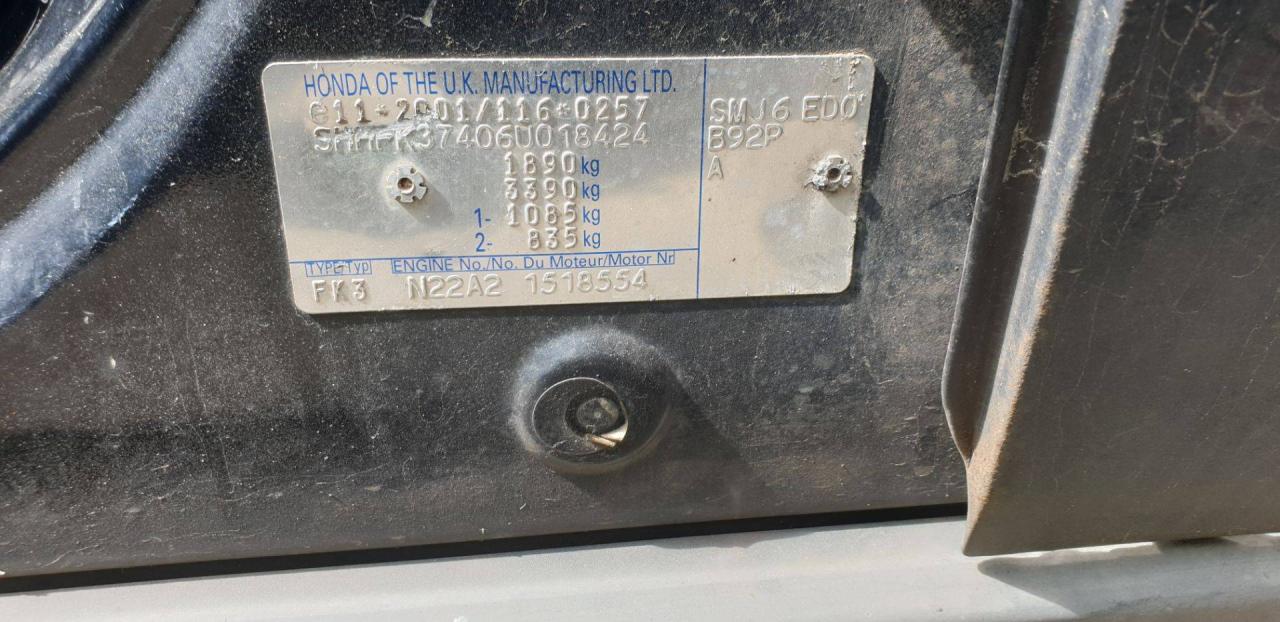 HONDA OF THE U.K. MANUFACTURING LTD.
e11*2001/116*0257
SHHFK37406U018424
1890 kg
3390 kg
1- 1085 kg
2- 835 kg
TYPE-Typ ENGINE No./No. Du Moteur/Motor Nr
FK3 N22A2 1518554
SMJ6 EDO
B92P
A